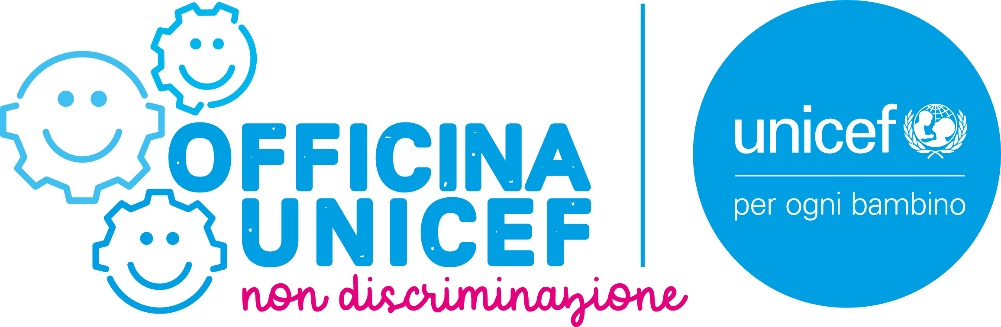 OFFICINA
UNICEF
non discriminazione
unicef
per ogni bambino